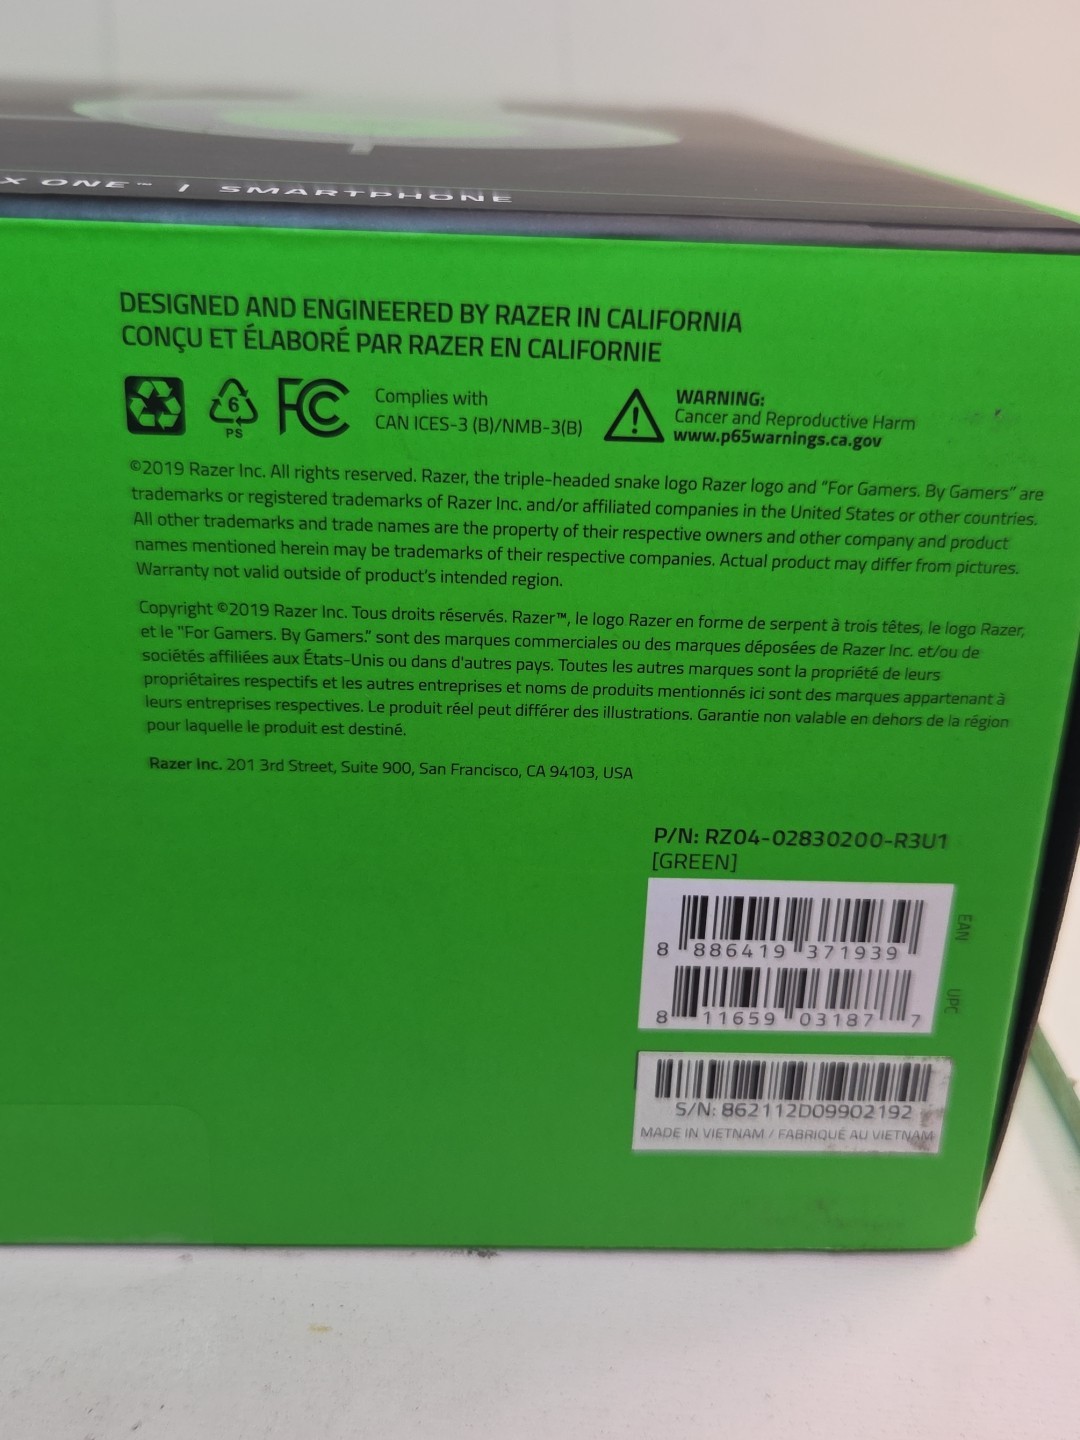 X ONE™ / SMARTPHONE
DESIGNED AND ENGINEERED BY RAZER IN CALIFORNIA
CONÇU ET ÉLABORÉ PAR RAZER EN CALIFORNIE
6
PS
FC
Complies with
CAN ICES-3 (B)/NMB-3(B)
WARNING:
Cancer and Reproductive Harm
www.p65warnings.ca.gov
©2019 Razer Inc. All rights reserved. Razer, the triple-headed snake logo Razer logo and "For Gamers. By Gamers" are
trademarks or registered trademarks of Razer Inc. and/or affiliated companies in the United States or other countries.
All other trademarks and trade names are the property of their respective owners and other company and product
names mentioned herein may be trademarks of their respective companies. Actual product may differ from pictures.
Warranty not valid outside of product's intended region.
Copyright ©2019 Razer Inc. Tous droits réservés. Razer™, le logo Razer en forme de serpent à trois têtes, le logo Razer,
et le "For Gamers. By Gamers." sont des marques commerciales ou des marques déposées de Razer Inc. et/ou de
sociétés affiliées aux États-Unis ou dans d'autres pays. Toutes les autres marques sont la propriété de leurs
propriétaires respectifs et les autres entreprises et noms de produits mentionnés ici sont des marques appartenant à
leurs entreprises respectives. Le produit réel peut différer des illustrations. Garantie non valable en dehors de la région
pour laquelle le produit est destiné.
Razer Inc. 201 3rd Street, Suite 900, San Francisco, CA 94103, USA
P/N: RZ04-02830200-R3U1
[GREEN]
8 886419 371939
EAN
8 11659 03187 7
UPC
S/N: 862112D09902192
MADE IN VIETNAM / FABRIQUÉ AU VIETNAM